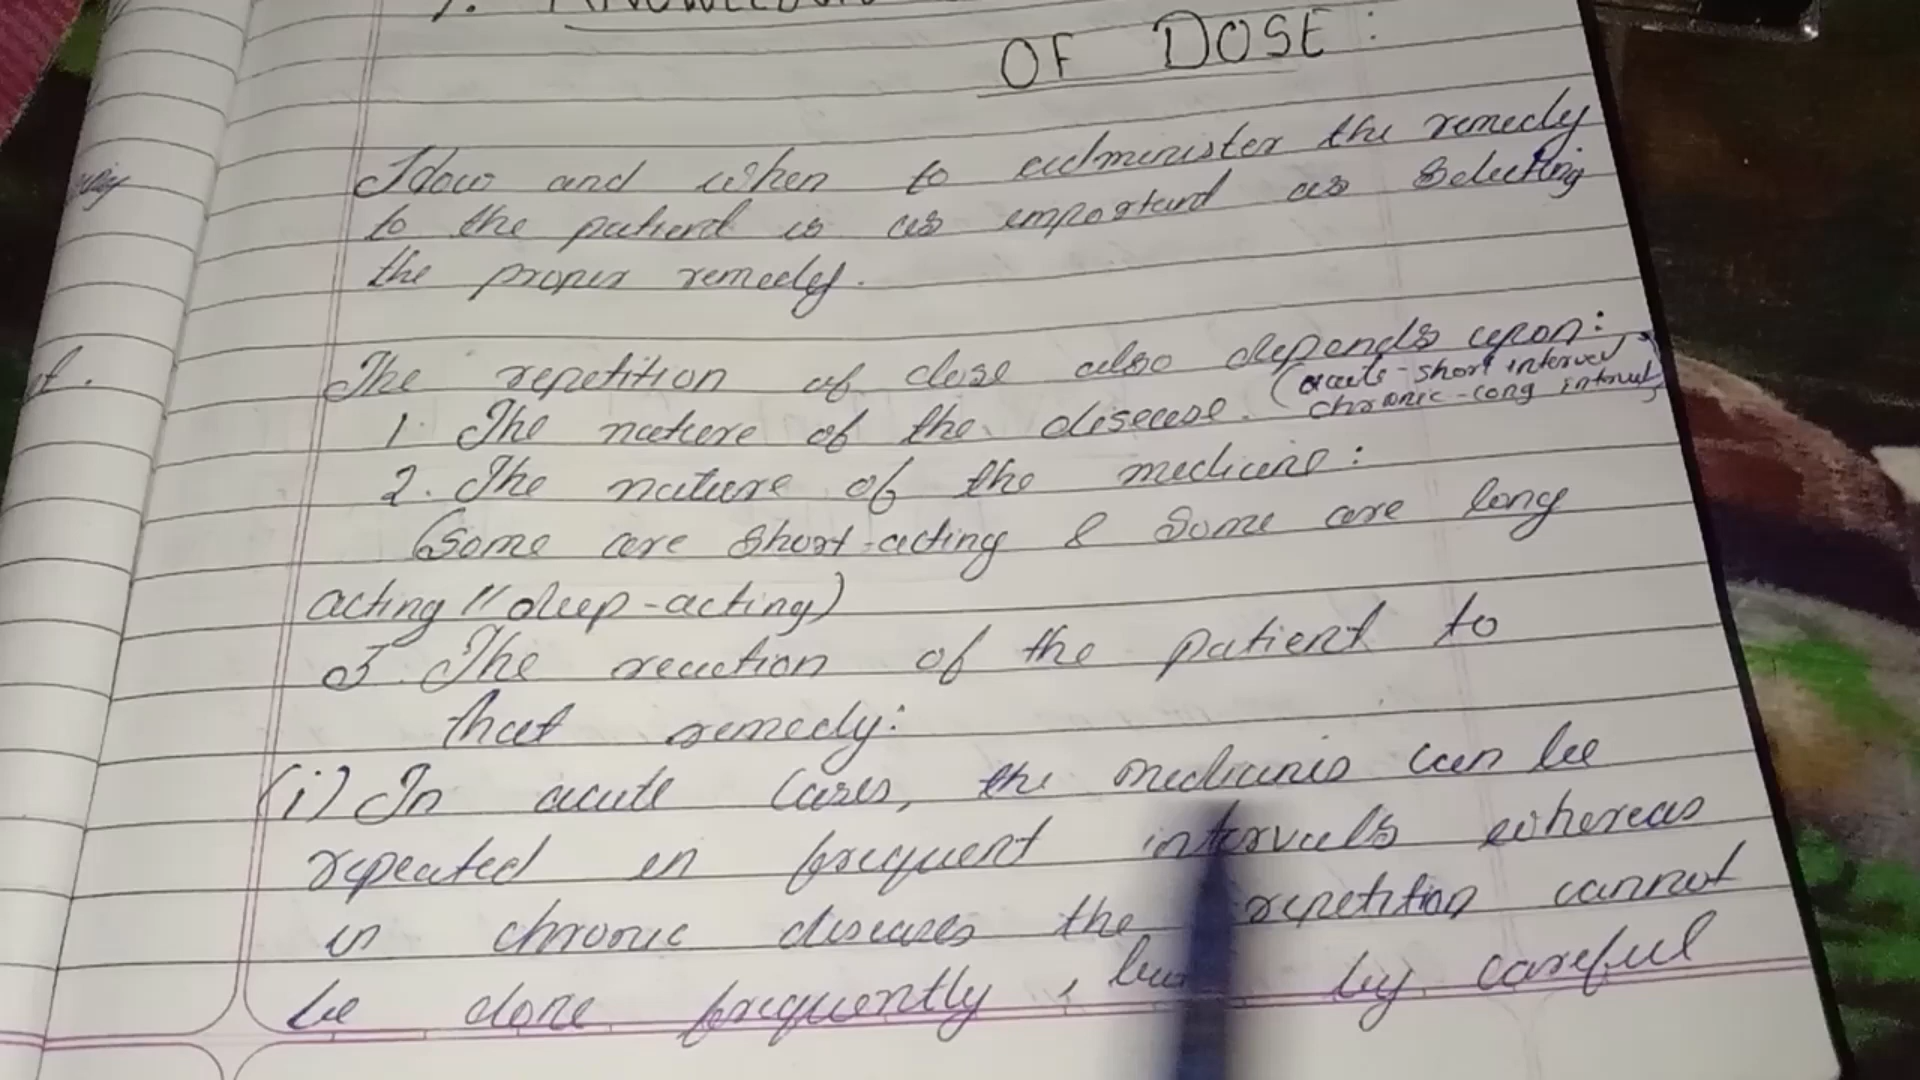 7. KNOWLEDGE
OF DOSE:
How and when to administer the remedy
to the patient is as important as selecting
the proper remedy.
The repetition of dose also depends upon:
1. The nature of the disease. (acute - short interval,
chronic - long interval)
2. The nature of the medicine:
(Some are short-acting & some are long
acting // deep-acting)
3. The reaction of the patient to
that remedy:
(i) In acute cases, the medicines can be
repeated in frequent intervals whereas
in chronic diseases the repetition cannot
be done frequently, by careful